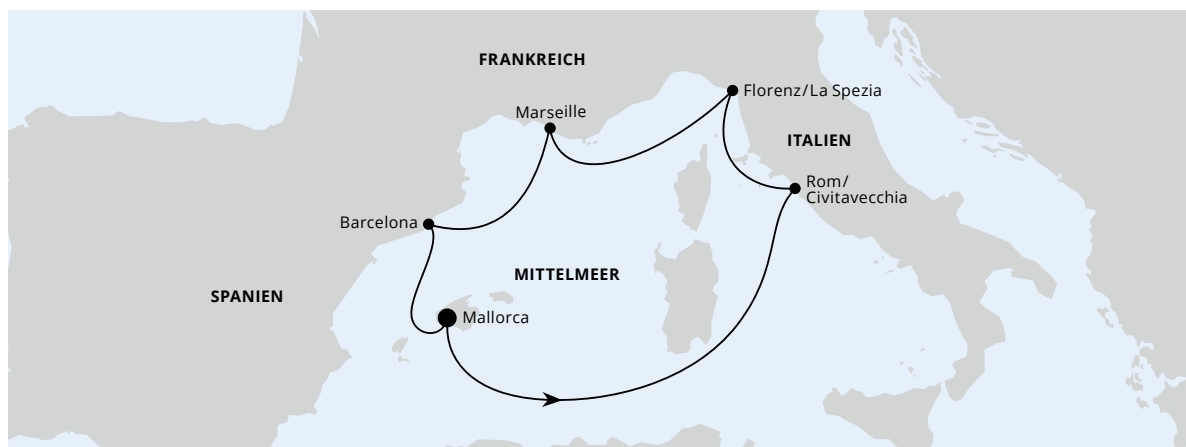 FRANKREICH
Florenz/La Spezia
Marseille
ITALIEN
Rom/
Civitavecchia
Barcelona
MITTELMEER
SPANIEN
Mallorca